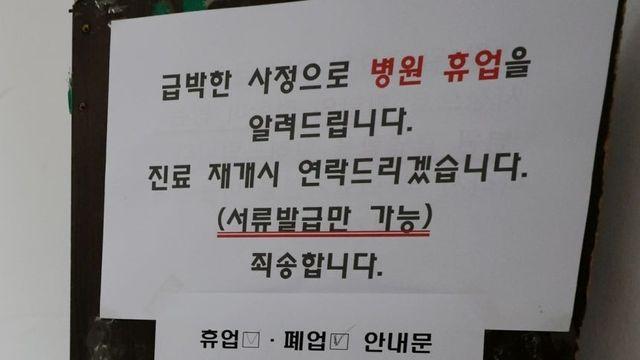 급박한 사정으로 병원 휴업을
알려드립니다.
진료 재개시 연락드리겠습니다.
(서류발급만 가능)
죄송합니다.
휴업☑ · 폐업☑ 안내문